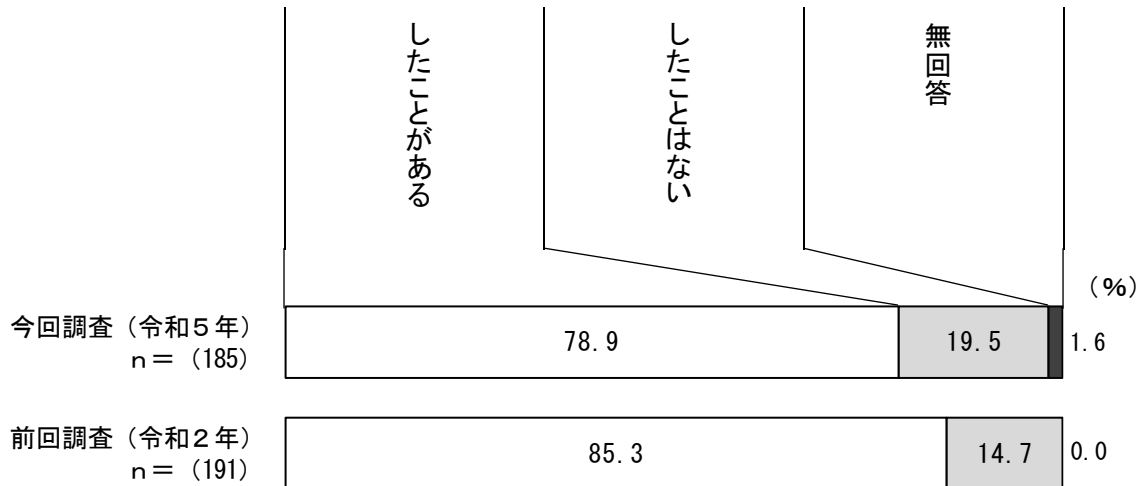 したことがある
したことはない
無回答
（%）
今回調査（令和５年）
ｎ＝（185）
78.9
19.5
1.6
前回調査（令和２年）
ｎ＝（191）
85.3
14.7
0.0